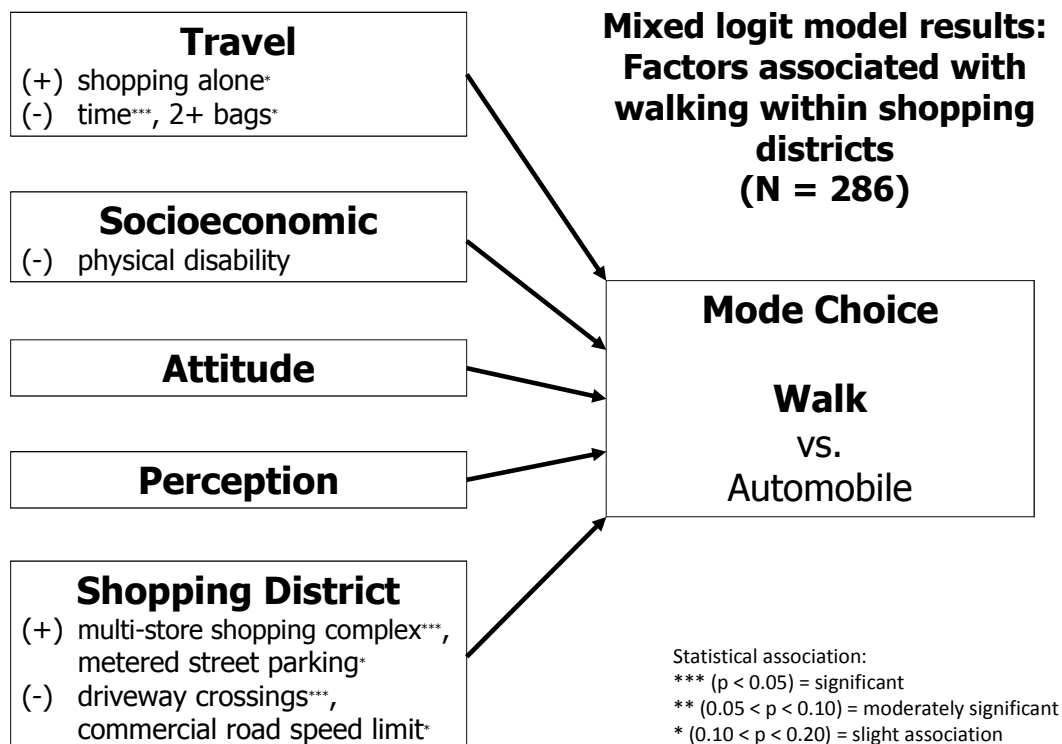 Travel
(+) shopping alone*
(-) time***, 2+ bags*
Mixed logit model results:
Factors associated with
walking within shopping
districts
(N = 286)
Socioeconomic
(-) physical disability
Attitude
Perception
Shopping District
(+) multi-store shopping complex***,
metered street parking*
(-) driveway crossings***,
commercial road speed limit*
Mode Choice
Walk
vs.
Automobile
Statistical association:
*** (p < 0.05) = significant
** (0.05 < p < 0.10) = moderately significant
* (0.10 < p < 0.20) = slight association